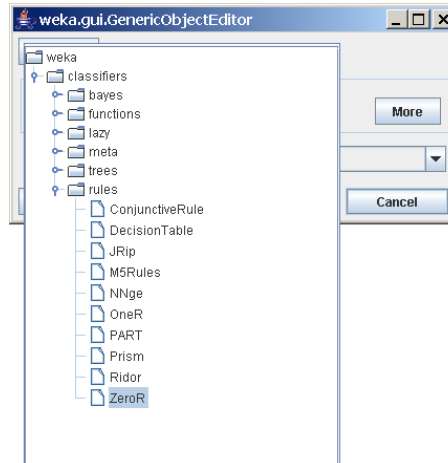 weka.gui.GenericObjectEditor
weka
classifiers
bayes
functions
More
lazy
meta
trees
rules
Cancel
ConjunctiveRule
DecisionTable
JRip
M5Rules
NNge
OneR
PART
Prism
Ridor
ZeroR